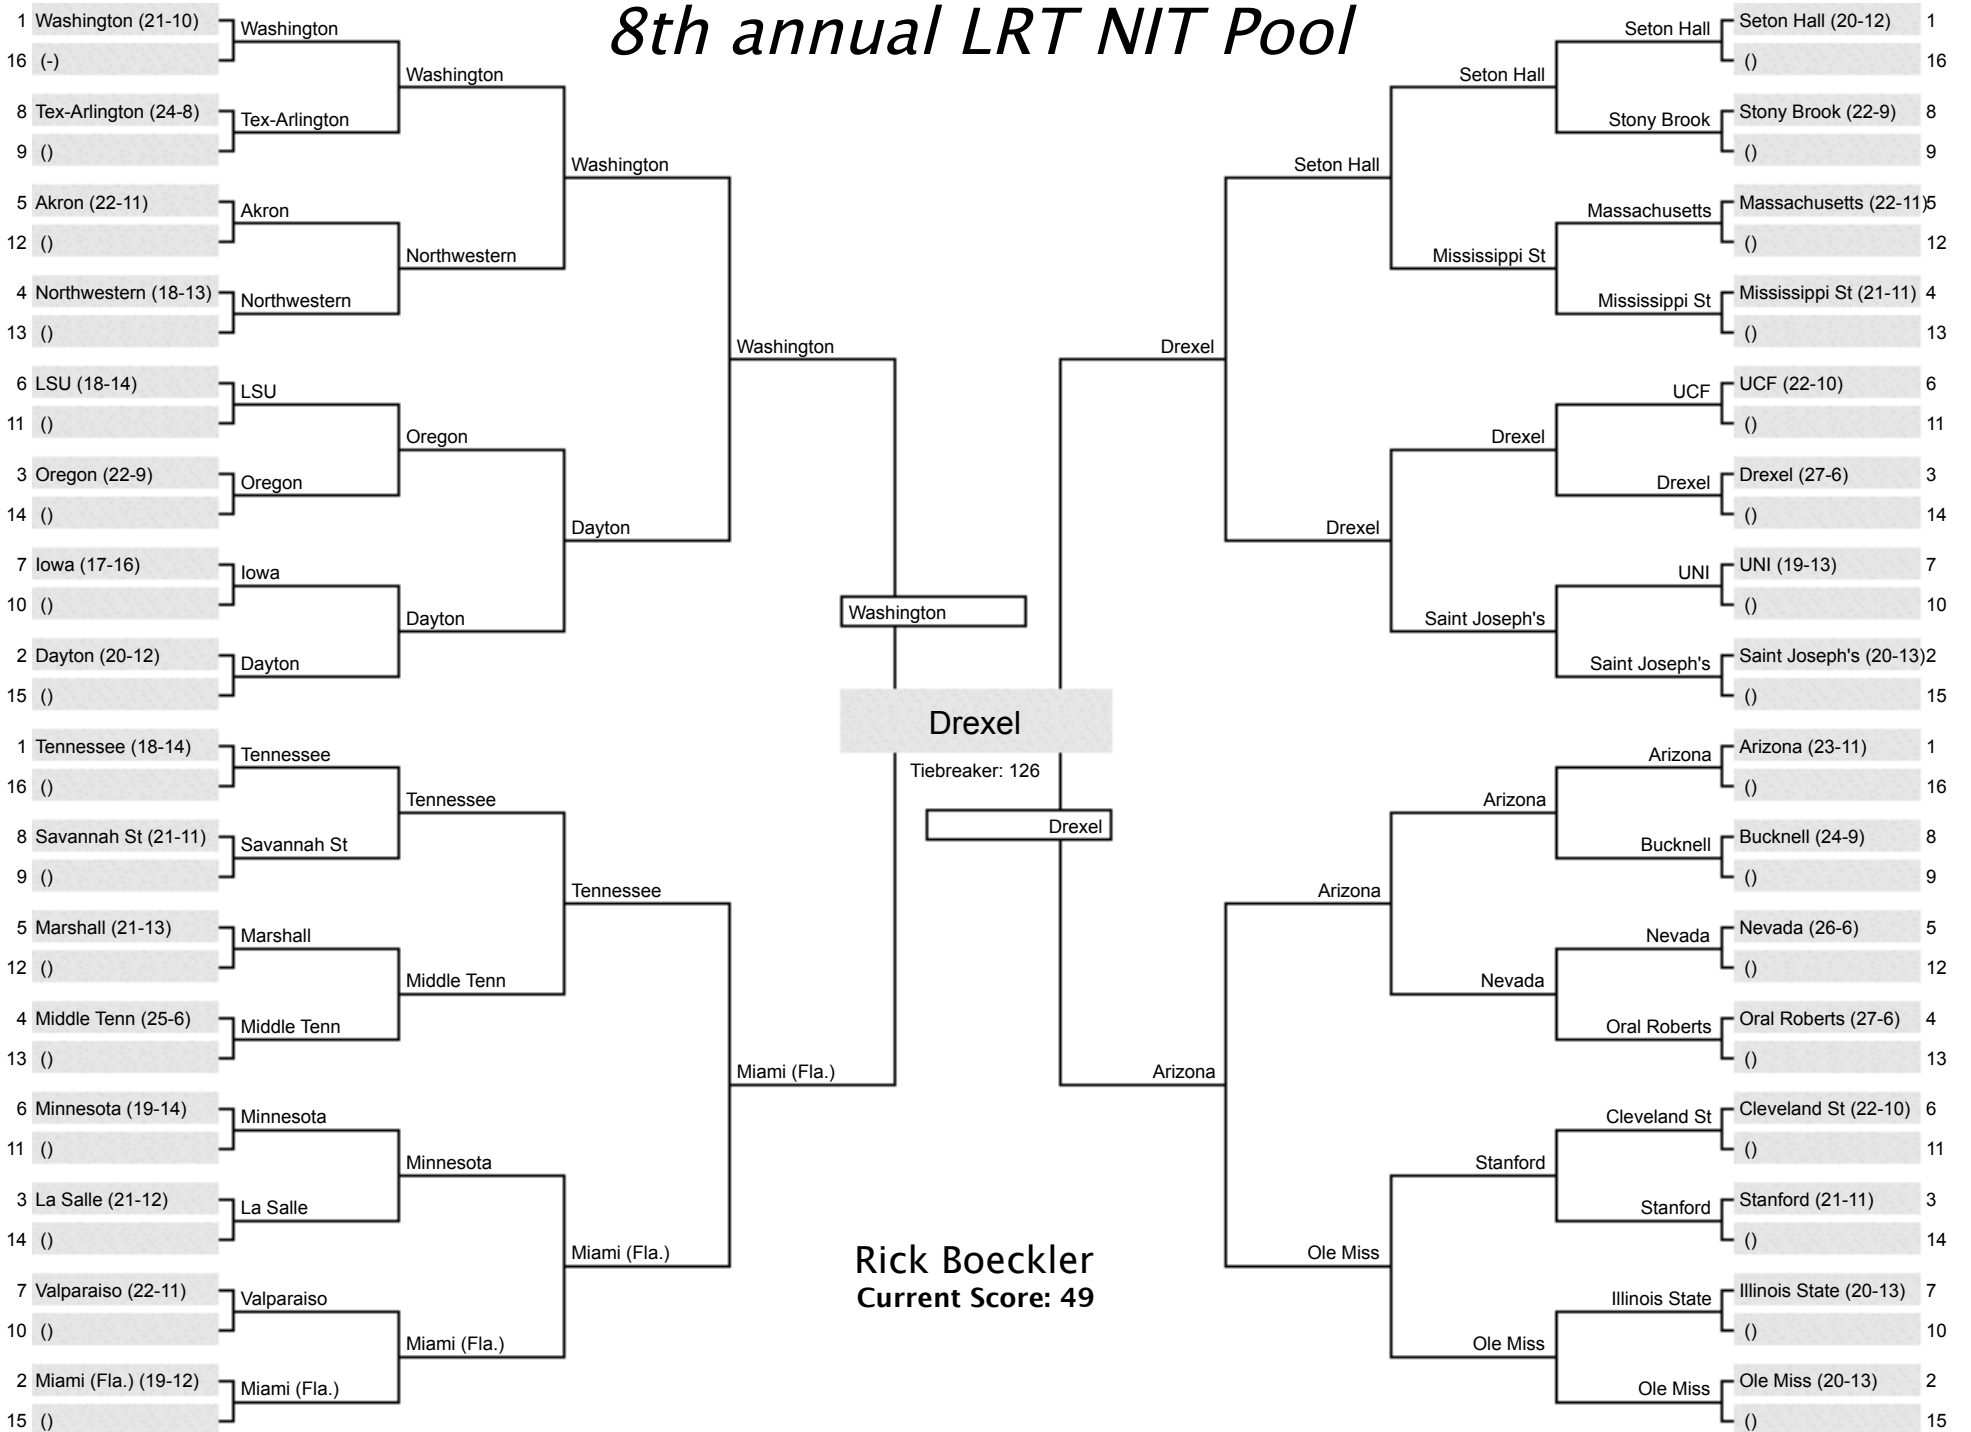 8th annual LRT NIT Pool
1 Washington (21-10)
16 (-)
8 Tex-Arlington (24-8)
9 ()
5 Akron (22-11)
12 ()
4 Northwestern (18-13)
13 ()
6 LSU (18-14)
11 ()
3 Oregon (22-9)
14 ()
7 Iowa (17-16)
10 ()
2 Dayton (20-12)
15 ()
1 Tennessee (18-14)
16 ()
8 Savannah St (21-11)
9 ()
5 Marshall (21-13)
12 ()
4 Middle Tenn (25-6)
13 ()
6 Minnesota (19-14)
11 ()
3 La Salle (21-12)
14 ()
7 Valparaiso (22-11)
10 ()
2 Miami (Fla.) (19-12)
15 ()
Washington
Tex-Arlington
Akron
Northwestern
LSU
Oregon
Iowa
Dayton
Tennessee
Savannah St
Marshall
Middle Tenn
Minnesota
La Salle
Valparaiso
Miami (Fla.)
Washington
Northwestern
Oregon
Dayton
Tennessee
Middle Tenn
Minnesota
Miami (Fla.)
Washington
Dayton
Tennessee
Miami (Fla.)
Washington
Miami (Fla.)
Washington
Drexel
Tiebreaker: 126
Drexel
Rick Boeckler
Current Score: 49
Drexel
Arizona
Seton Hall
Drexel
Arizona
Ole Miss
Seton Hall
Mississippi St
Drexel
Saint Joseph's
Arizona
Nevada
Stanford
Ole Miss
Seton Hall
Stony Brook
Massachusetts
Mississippi St
UCF
Drexel
UNI
Saint Joseph's
Arizona
Bucknell
Nevada
Oral Roberts
Cleveland St
Stanford
Illinois State
Ole Miss
Seton Hall (20-12) 1
() 16
Stony Brook (22-9) 8
() 9
Massachusetts (22-11) 5
() 12
Mississippi St (21-11) 4
() 13
UCF (22-10) 6
() 11
Drexel (27-6) 3
() 14
UNI (19-13) 7
() 10
Saint Joseph's (20-13) 2
() 15
Arizona (23-11) 1
() 16
Bucknell (24-9) 8
() 9
Nevada (26-6) 5
() 12
Oral Roberts (27-6) 4
() 13
Cleveland St (22-10) 6
() 11
Stanford (21-11) 3
() 14
Illinois State (20-13) 7
() 10
Ole Miss (20-13) 2
() 15